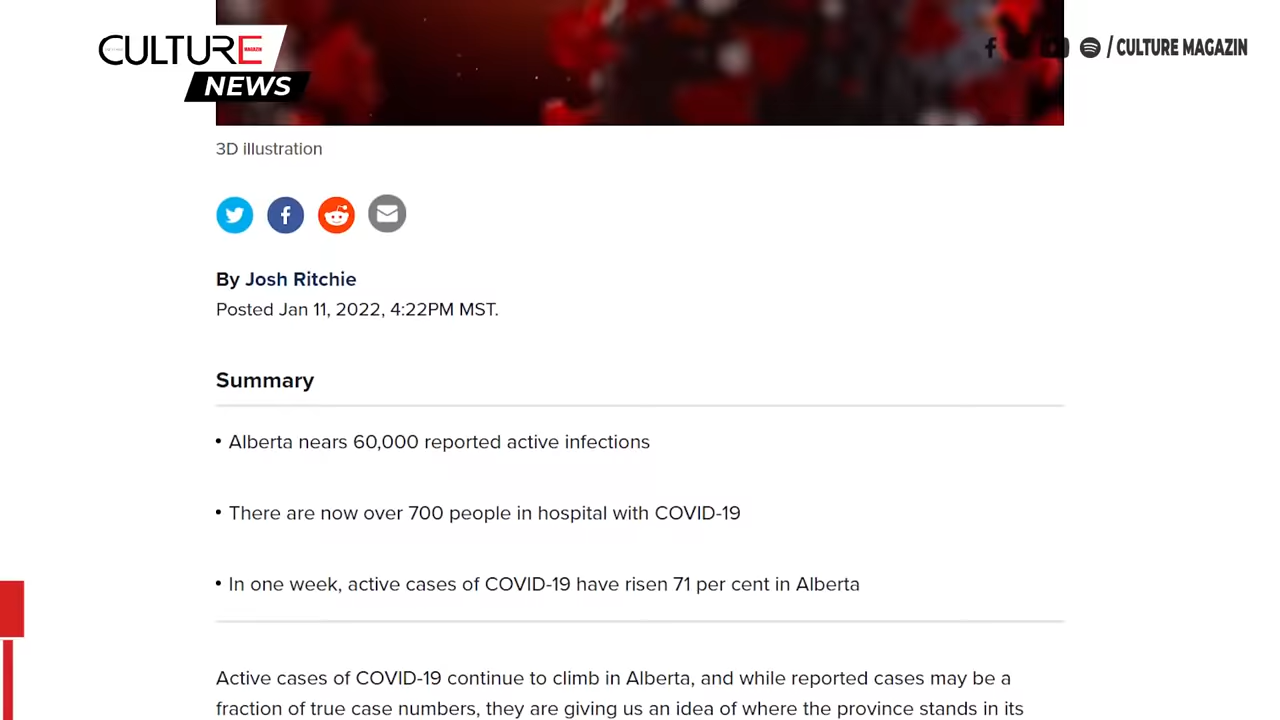 CULTURE
MAGAZIN
NEWS
/ CULTURE MAGAZIN
3D illustration
By Josh Ritchie
Posted Jan 11, 2022, 4:22PM MST.
Summary
• Alberta nears 60,000 reported active infections
• There are now over 700 people in hospital with COVID-19
• In one week, active cases of COVID-19 have risen 71 per cent in Alberta
Active cases of COVID-19 continue to climb in Alberta, and while reported cases may be a
fraction of true case numbers, they are giving us an idea of where the province stands in its